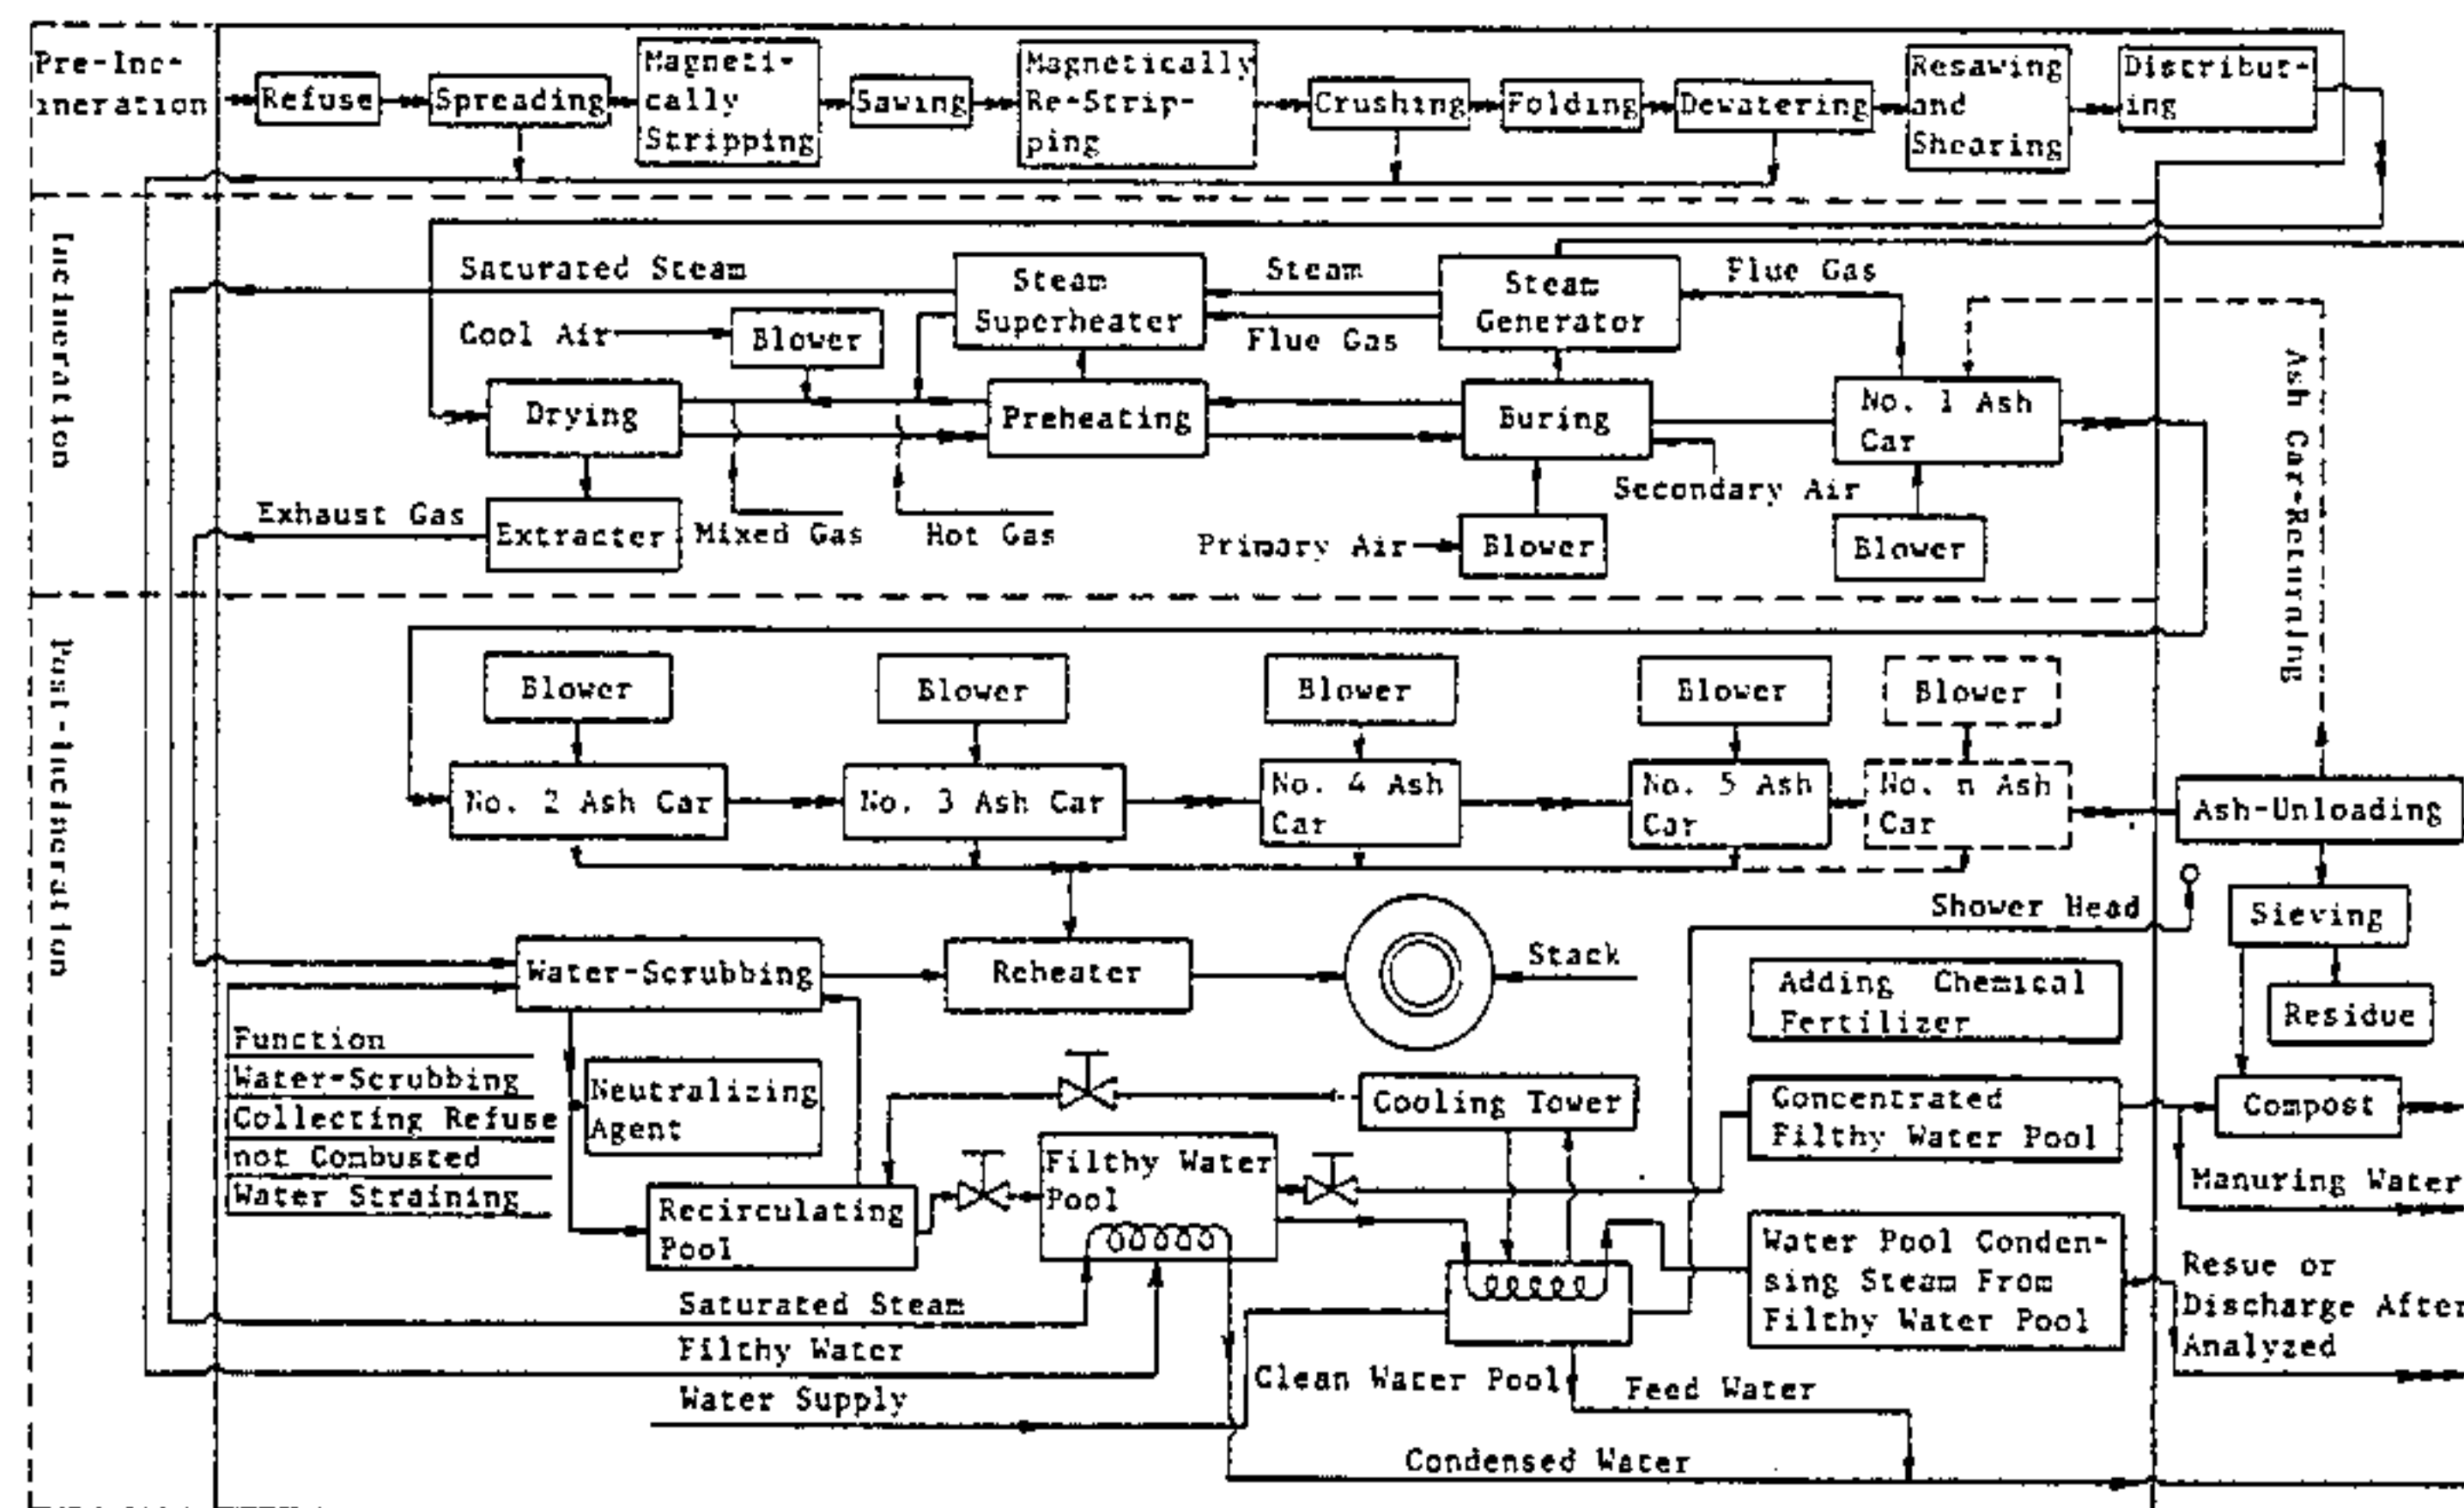 Pre-Inc-
ineration
Refuse
Spreading
Magneti-
cally
Stripping
Sawing
Magnetically
Re-Strip-
ping
Crushing
Folding
Dewatering
Resawing
and
Shearing
Distribut-
ing
Incineration
Saturated Steam
Steam
Superheater
Steam
Flue Gas
Steam
Generator
Flue Gas
Cool Air
Blower
Drying
Preheating
Buring
No. 1 Ash
Car
Ash Car-Returning
Exhaust Gas
Extracter
Mixed Gas
Hot Gas
Primary Air
Blower
Secondary Air
Blower
Post-Incineration
Blower
Blower
Blower
Blower
Blower
No. 2 Ash Car
No. 3 Ash Car
No. 4 Ash
Car
No. 5 Ash
Car
No. n Ash
Car
Ash-Unloading
Shower Head
Sieving
Water-Scrubbing
Reheater
Stack
Adding Chemical
Fertilizer
Residue
Function
Water-Scrubbing
Collecting Refuse
not Combusted
Water Straining
Neutralizing
Agent
Cooling Tower
Concentrated
Filthy Water Pool
Compost
Filthy Water
Pool
Manuring Water
Recirculating
Pool
Water Pool Conden-
sing Steam From
Filthy Water Pool
Resue or
Discharge After
Analyzed
Saturated Steam
Filthy Water
Water Supply
Clean Water Pool
Feed Water
Condensed Water